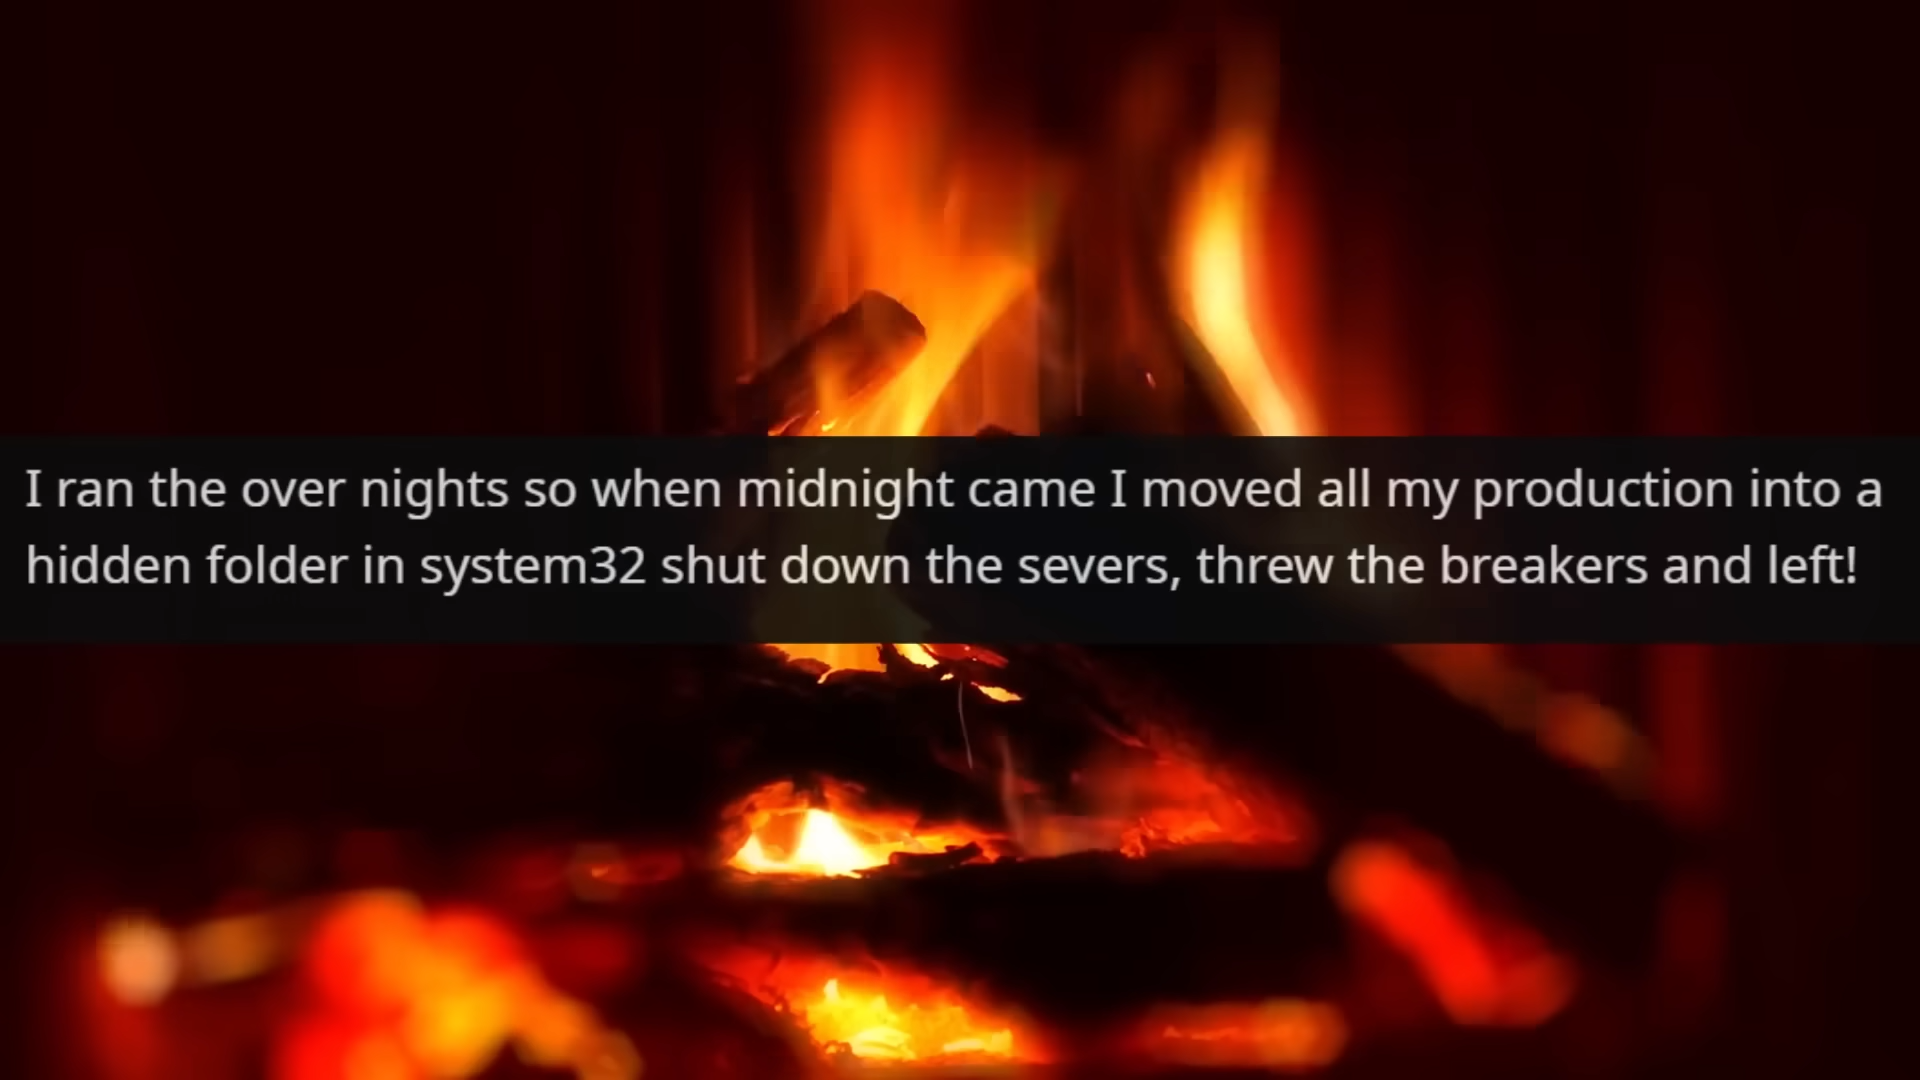 I ran the over nights so when midnight came I moved all my production into a
hidden folder in system32 shut down the severs, threw the breakers and left!